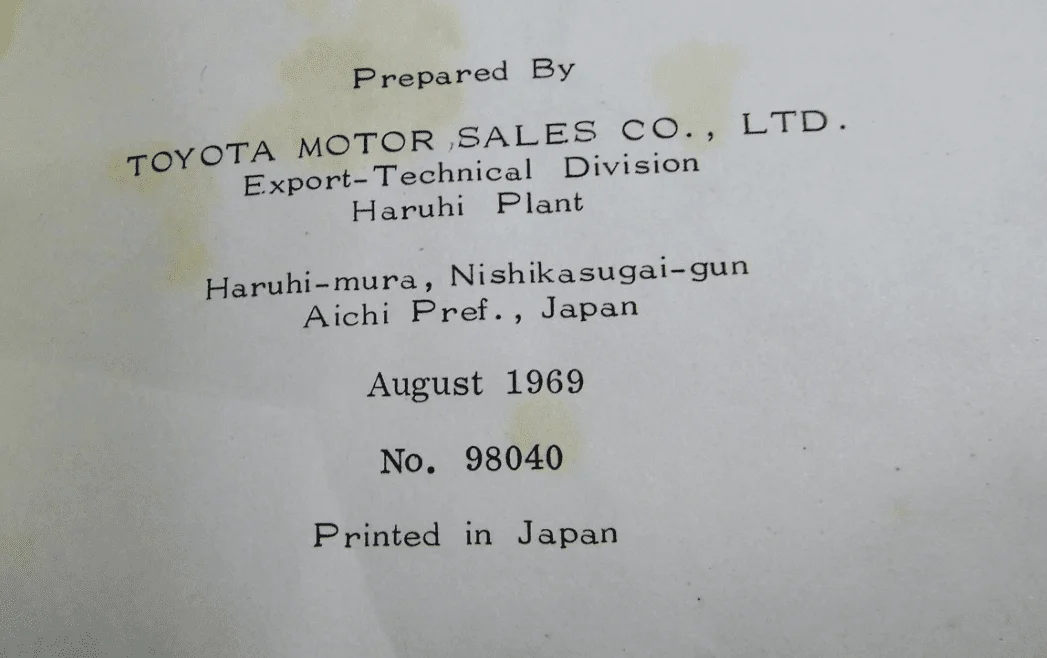 Prepared By
TOYOTA MOTOR SALES CO., LTD.
Export-Technical Division
Haruhi Plant
Haruhi-mura, Nishikasugai-gun
Aichi Pref., Japan
August 1969
No. 98040
Printed in Japan